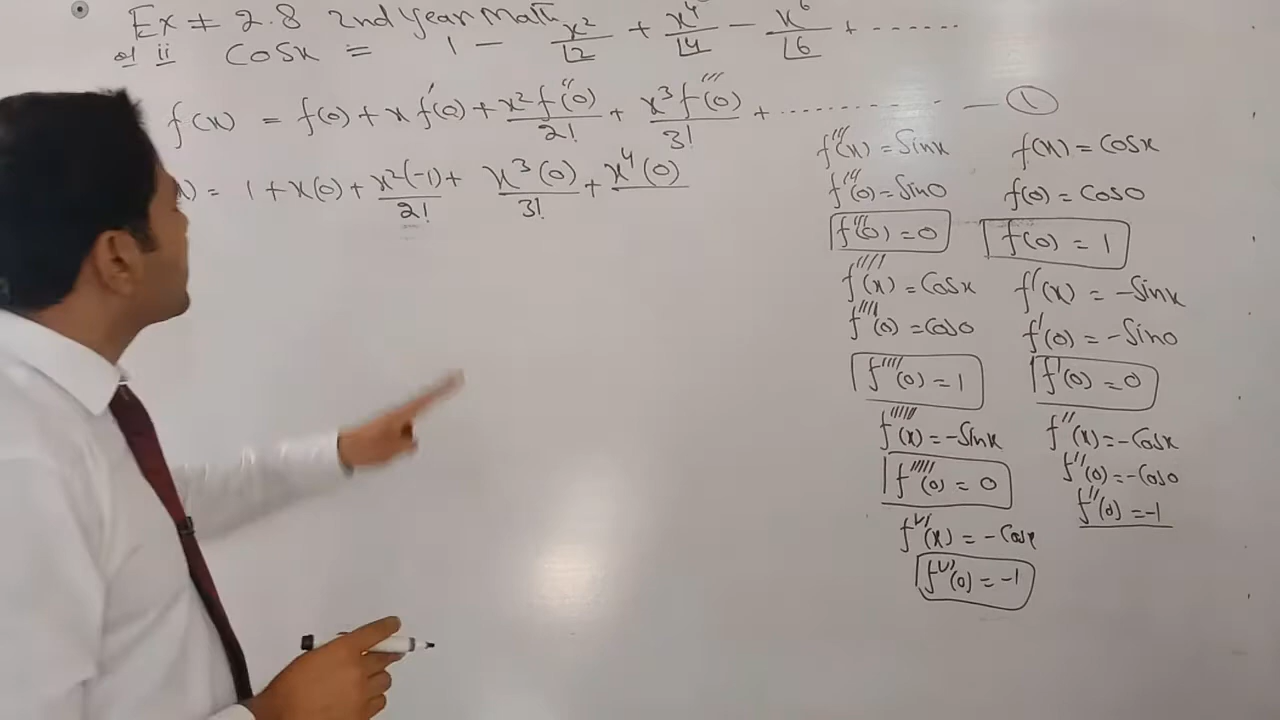 Ex # 2.8 2nd year Math
Q1 ii Cosx = 1 - x²/⌊2 + x⁴/⌊4 - x⁶/⌊6 + ......
f(x) = f(0) + x f'(0) + x² f''(0)/2! + x³ f'''(0)/3! + ............ — ①
x) = 1 + x(0) + x²(-1)/2! + x³(0)/3! + x⁴(0)
f'''(x) = Sinx
f'''(0) = Sin0
f'''(0) = 0
f''''(x) = Cosx
f''''(0) = Cos0
f''''(0) = 1
f'''''(x) = -Sinx
f'''''(0) = 0
f^VI(x) = -Cosx
f^VI(0) = -1
f(x) = Cosx
f(0) = Cos0
f(0) = 1
f'(x) = -Sinx
f'(0) = -Sin0
f'(0) = 0
f''(x) = -Cosx
f''(0) = -Cos0
f''(0) = -1